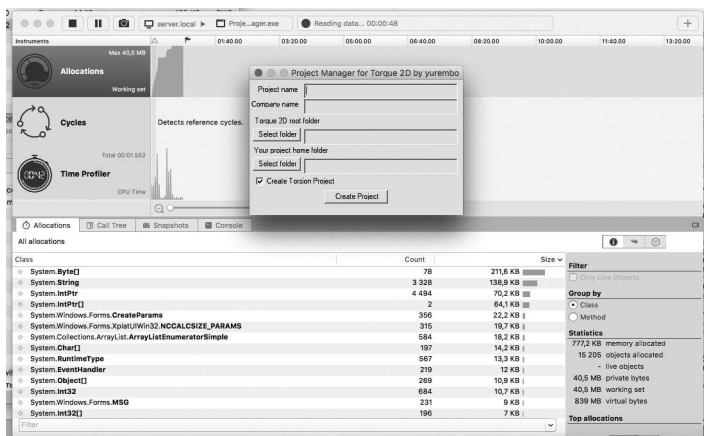 server.local ▶ Proje...ager.exe Reading data... 00:00:48
Instruments 01:40.00 03:20.00 05:00.00 06:40.00 08:20.00 10:00.00 11:40.00 13:20.00
Max 40,5 MB
Allocations
Working set
Cycles
Detects reference cycles.
Total 00:01.552
Time Profiler
CPU Time
Project Manager for Torque 2D by yurembo
Project name
Company name
Torque 2D root folder
Select folder
Your project home folder
Select folder
Create Torsion Project
Create Project
Allocations Call Tree Snapshots Console
All allocations
Class Count Size
System.Byte[] 78 211,6 KB
System.String 3 328 138,9 KB
System.IntPtr 4 494 70,2 KB
System.IntPtr[] 2 64,1 KB
System.Windows.Forms.CreateParams 356 22,2 KB
System.Windows.Forms.XplatUIWin32.NCCALCSIZE_PARAMS 315 19,7 KB
System.Collections.ArrayList.ArrayListEnumeratorSimple 584 18,2 KB
System.Char[] 197 14,2 KB
System.RuntimeType 567 13,3 KB
System.EventHandler 219 12 KB
System.Object[] 269 10,9 KB
System.Int32 684 10,7 KB
System.Windows.Forms.MSG 231 9 KB
System.Int32[] 196 7 KB
Filter
Filter
Only Live Objects
Group by
Class
Method
Statistics
777,2 KB memory allocated
15 205 objects allocated
- live objects
40,5 MB private bytes
40,5 MB working set
839 MB virtual bytes
Top allocations